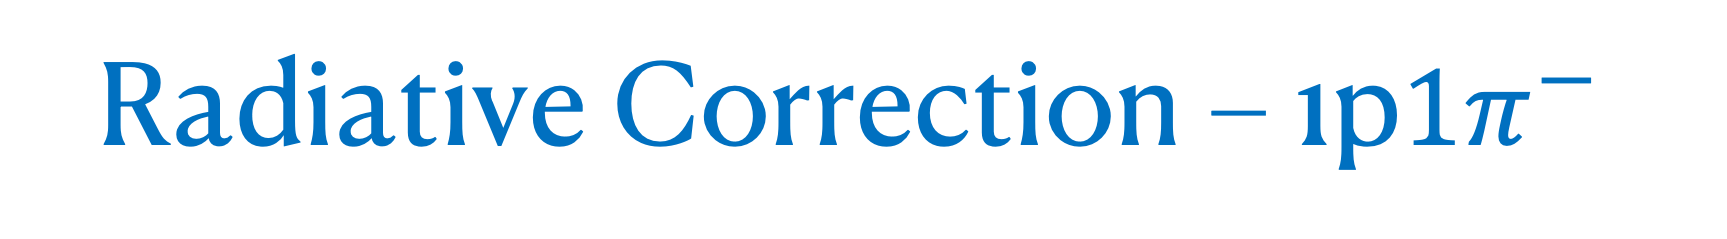 Radiative Correction – 1p1π⁻